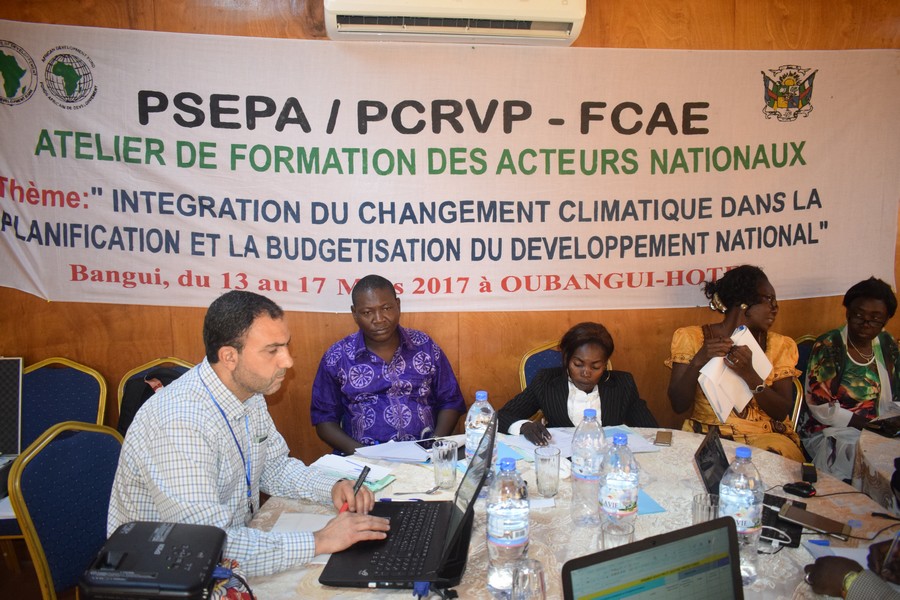 PSEPA / PCRVP - FCAE
ATELIER DE FORMATION DES ACTEURS NATIONAUX
Thème:" INTEGRATION DU CHANGEMENT CLIMATIQUE DANS LA
PLANIFICATION ET LA BUDGETISATION DU DEVELOPPEMENT NATIONAL"
Bangui, du 13 au 17 2017 à OUBANGUI-HOT